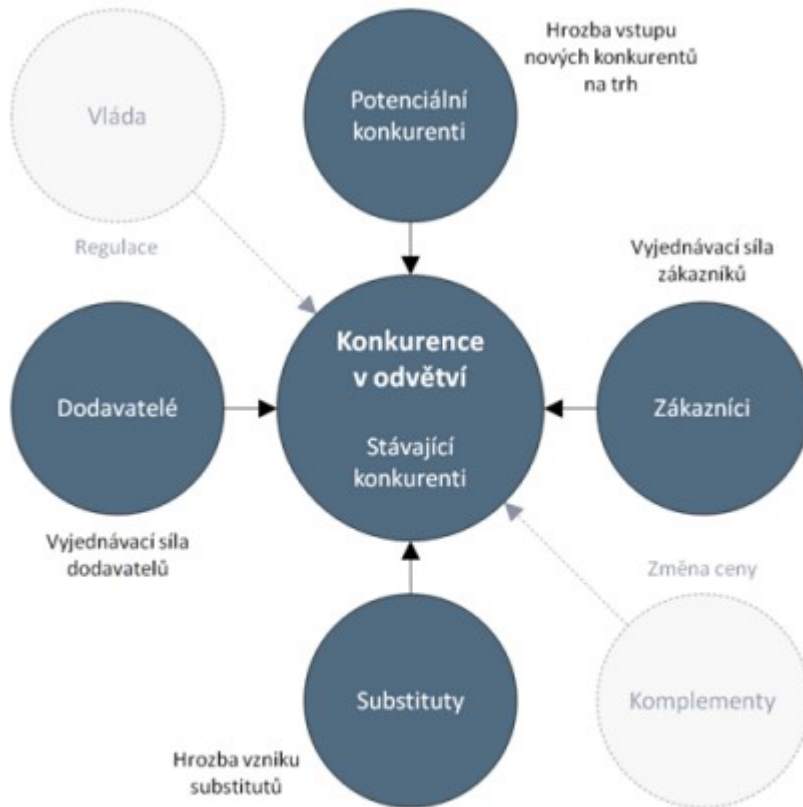 Hrozba vstupu
nových konkurentů
na trh
Potenciální
konkurenti
Vláda
Regulace
Vyjednávací síla
zákazníků
Konkurence
v odvětví
Stávající
konkurenti
Dodavatelé
Zákazníci
Vyjednávací síla
dodavatelů
Změna ceny
Substituty
Komplementy
Hrozba vzniku
substitutů